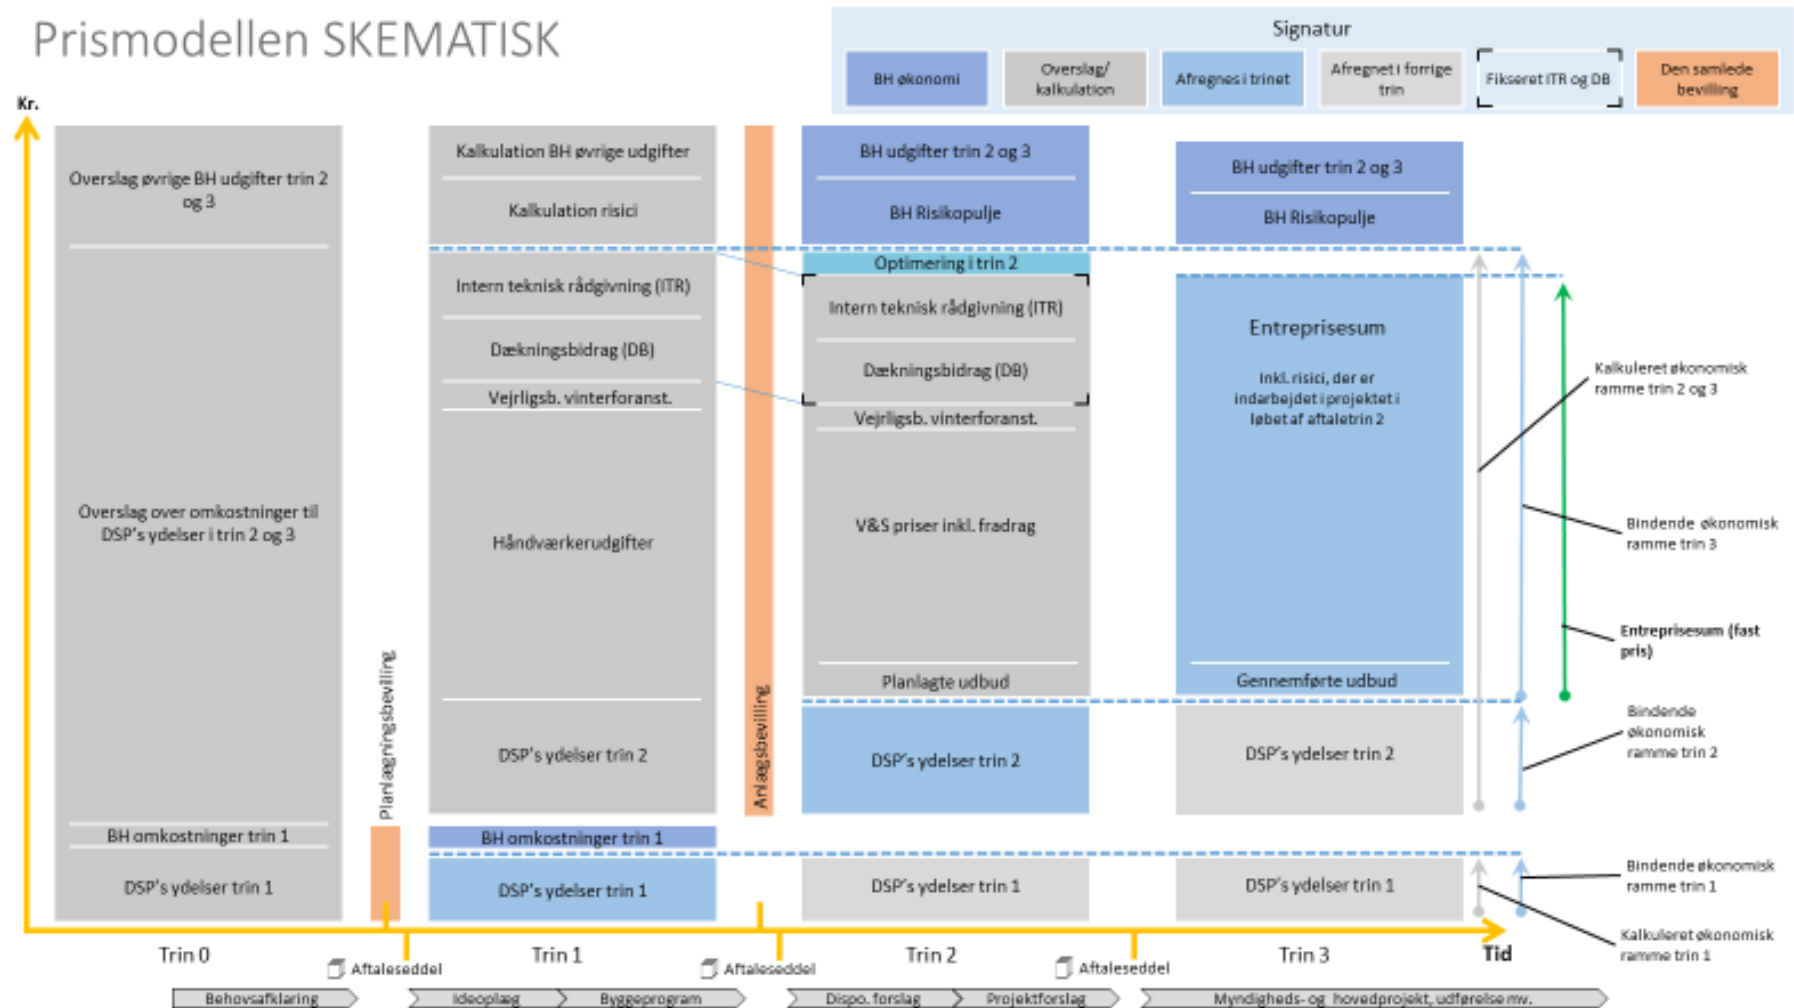 Prismodellen SKEMATISK
Signatur
BH økonomi
Overslag/
kalkulation
Afregnes i trinet
Afregnet i forrige
trin
Fikseret ITR og DB
Den samlede
bevilling
Kr.
Overslag øvrige BH udgifter trin 2
og 3
Overslag over omkostninger til
DSP's ydelser i trin 2 og 3
BH omkostninger trin 1
DSP's ydelser trin 1
Planlægningsbevilling
Kalkulation BH øvrige udgifter
Kalkulation risici
Intern teknisk rådgivning (ITR)
Dækningsbidrag (DB)
Vejrligsb. vinterforanst.
Håndværkerudgifter
DSP's ydelser trin 2
BH omkostninger trin 1
DSP's ydelser trin 1
Anlægsbevilling
BH udgifter trin 2 og 3
BH Risikopulje
Optimering i trin 2
Intern teknisk rådgivning (ITR)
Dækningsbidrag (DB)
Vejrligsb. vinterforanst.
V&S priser inkl. fradrag
Planlagte udbud
DSP's ydelser trin 2
DSP's ydelser trin 1
BH udgifter trin 2 og 3
BH Risikopulje
Entreprisesum
Inkl. risici, der er
indarbejdet i projektet i
løbet af aftaletrin 2
Gennemførte udbud
DSP's ydelser trin 2
DSP's ydelser trin 1
Kalkuleret økonomisk
ramme trin 2 og 3
Bindende økonomisk
ramme trin 3
Entreprisesum (fast
pris)
Bindende
økonomisk
ramme trin 2
Bindende økonomisk
ramme trin 1
Kalkuleret økonomisk
ramme trin 1
Trin 0
Trin 1
Trin 2
Trin 3
Tid
Aftaleseddel
Aftaleseddel
Aftaleseddel
Behovsafklaring
Ideoplæg
Byggeprogram
Dispo. forslag
Projektforslag
Myndigheds- og hovedprojekt, udførelse mv.